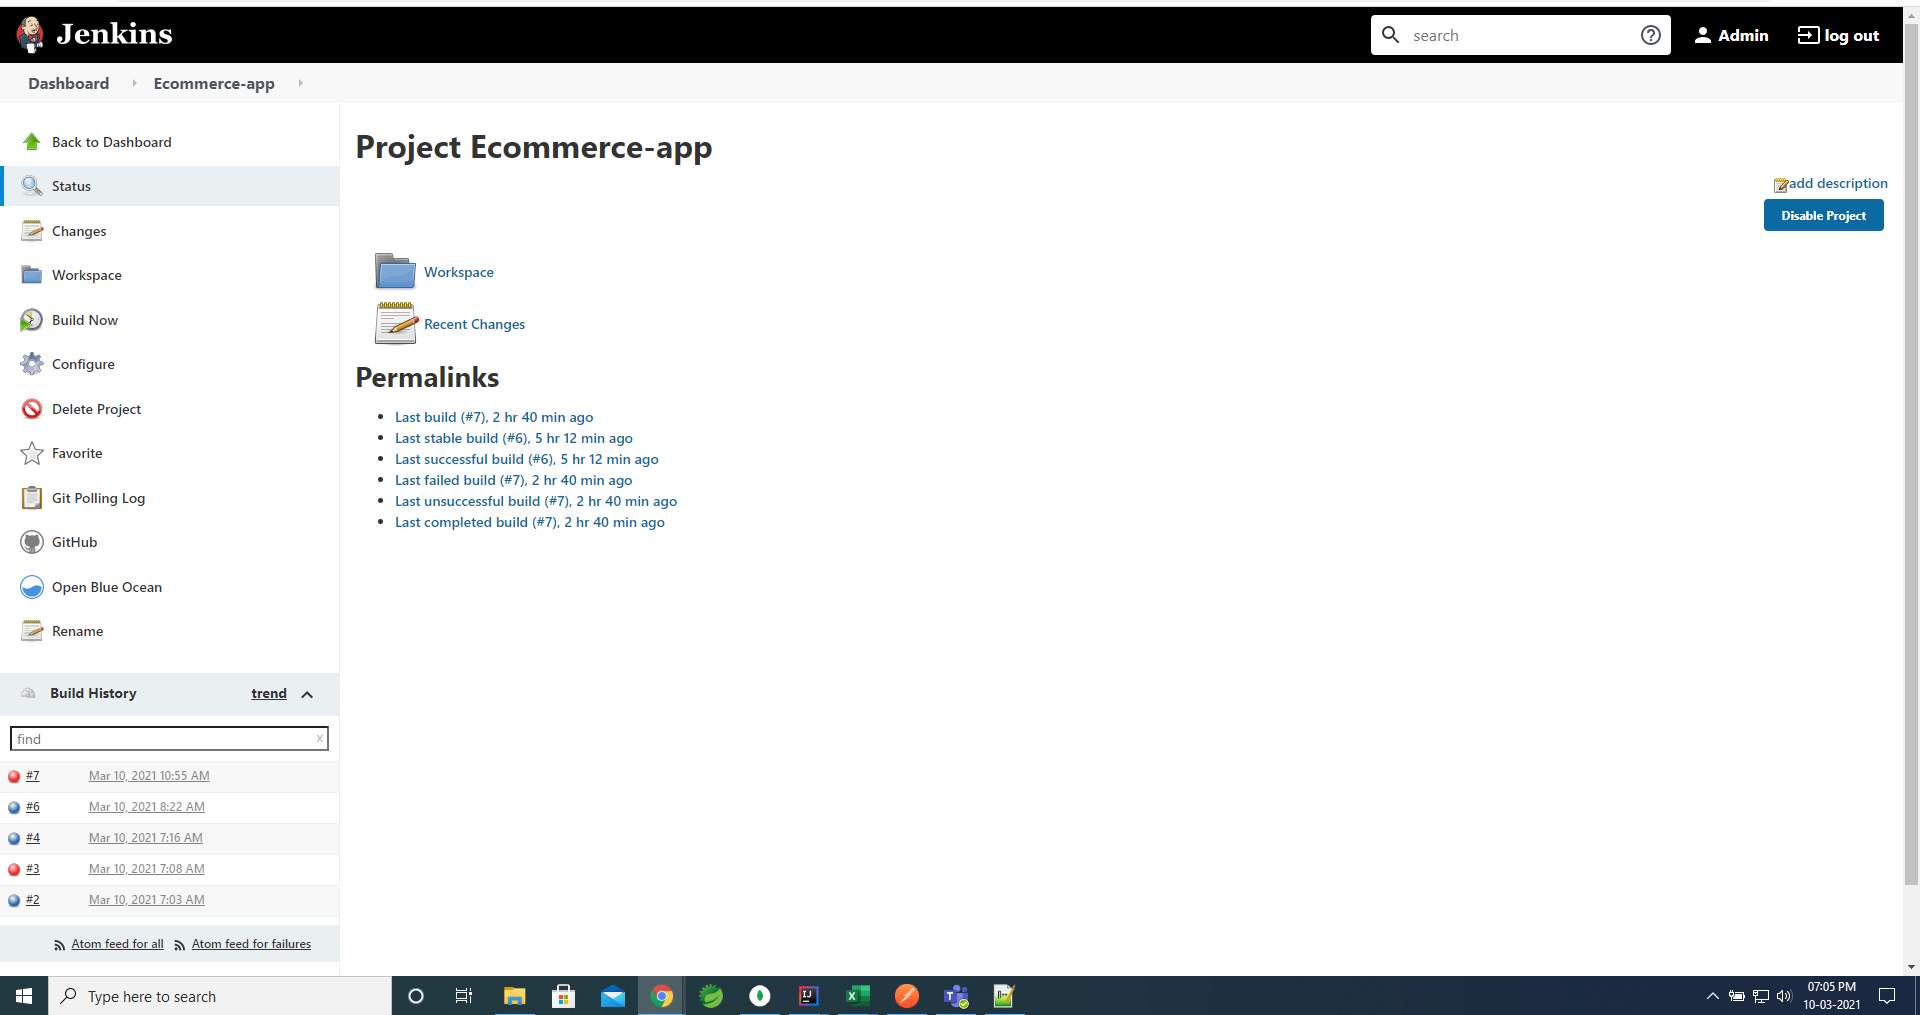 Jenkins
search
Admin
log out
Dashboard
Ecommerce-app
Back to Dashboard
Status
Changes
Workspace
Build Now
Configure
Delete Project
Favorite
Git Polling Log
GitHub
Open Blue Ocean
Rename
Build History trend
find x
#7 Mar 10, 2021 10:55 AM
#6 Mar 10, 2021 8:22 AM
#4 Mar 10, 2021 7:16 AM
#3 Mar 10, 2021 7:08 AM
#2 Mar 10, 2021 7:03 AM
Atom feed for all Atom feed for failures
Project Ecommerce-app
add description
Disable Project
Workspace
Recent Changes
Permalinks
Last build (#7), 2 hr 40 min ago
Last stable build (#6), 5 hr 12 min ago
Last successful build (#6), 5 hr 12 min ago
Last failed build (#7), 2 hr 40 min ago
Last unsuccessful build (#7), 2 hr 40 min ago
Last completed build (#7), 2 hr 40 min ago
Type here to search
07:05 PM
10-03-2021